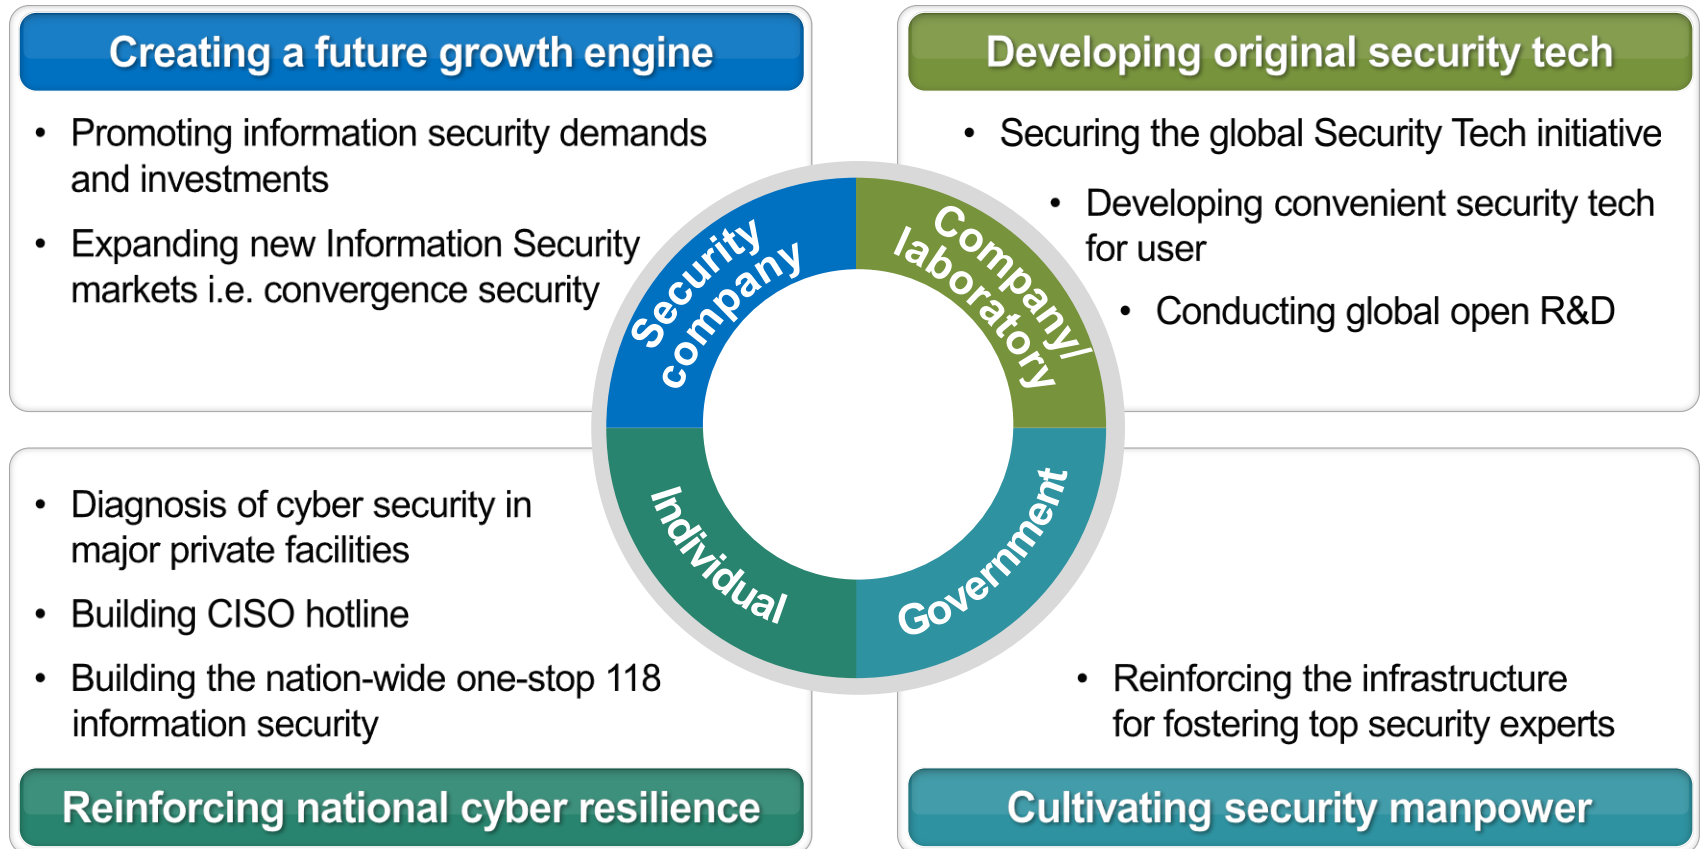 Creating a future growth engine
• Promoting information security demands
and investments
• Expanding new Information Security
markets i.e. convergence security
Developing original security tech
• Securing the global Security Tech initiative
• Developing convenient security tech
for user
• Conducting global open R&D
Security
company
Company/
laboratory
Individual
Government
• Diagnosis of cyber security in
major private facilities
• Building CISO hotline
• Building the nation-wide one-stop 118
information security
Reinforcing national cyber resilience
• Reinforcing the infrastructure
for fostering top security experts
Cultivating security manpower